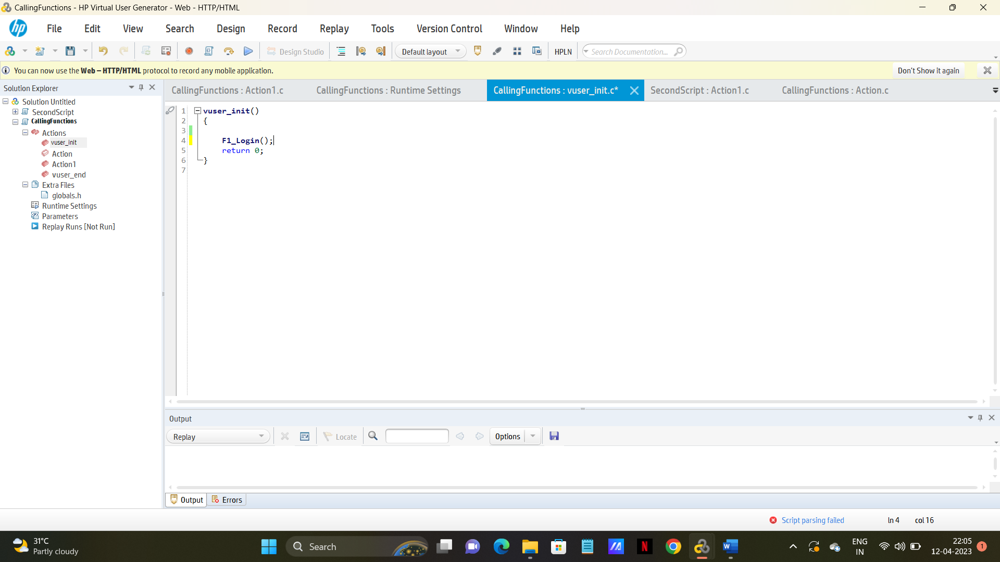 CallingFunctions - HP Virtual User Generator - Web - HTTP/HTML
hp File Edit View Search Design Record Replay Tools Version Control Window Help
Design Studio Default layout HPLN Search Documentation...
You can now use the Web – HTTP/HTML protocol to record any mobile application. Don't Show it again
Solution Explorer
CallingFunctions : Action1.c CallingFunctions : Runtime Settings CallingFunctions : vuser_init.c* SecondScript : Action1.c CallingFunctions : Action.c
Solution Untitled
SecondScript
CallingFunctions
Actions
vuser_init
Action
Action1
vuser_end
Extra Files
globals.h
Runtime Settings
Parameters
Replay Runs [Not Run]
1 vuser_init()
2 {
3
4 F1_Login();
5 return 0;
6 }
7
Output
Replay Locate Options
Output Errors
Script parsing failed ln 4 col 16
31°C
Partly cloudy
Search
N
W
ENG
IN
22:05
12-04-2023
1